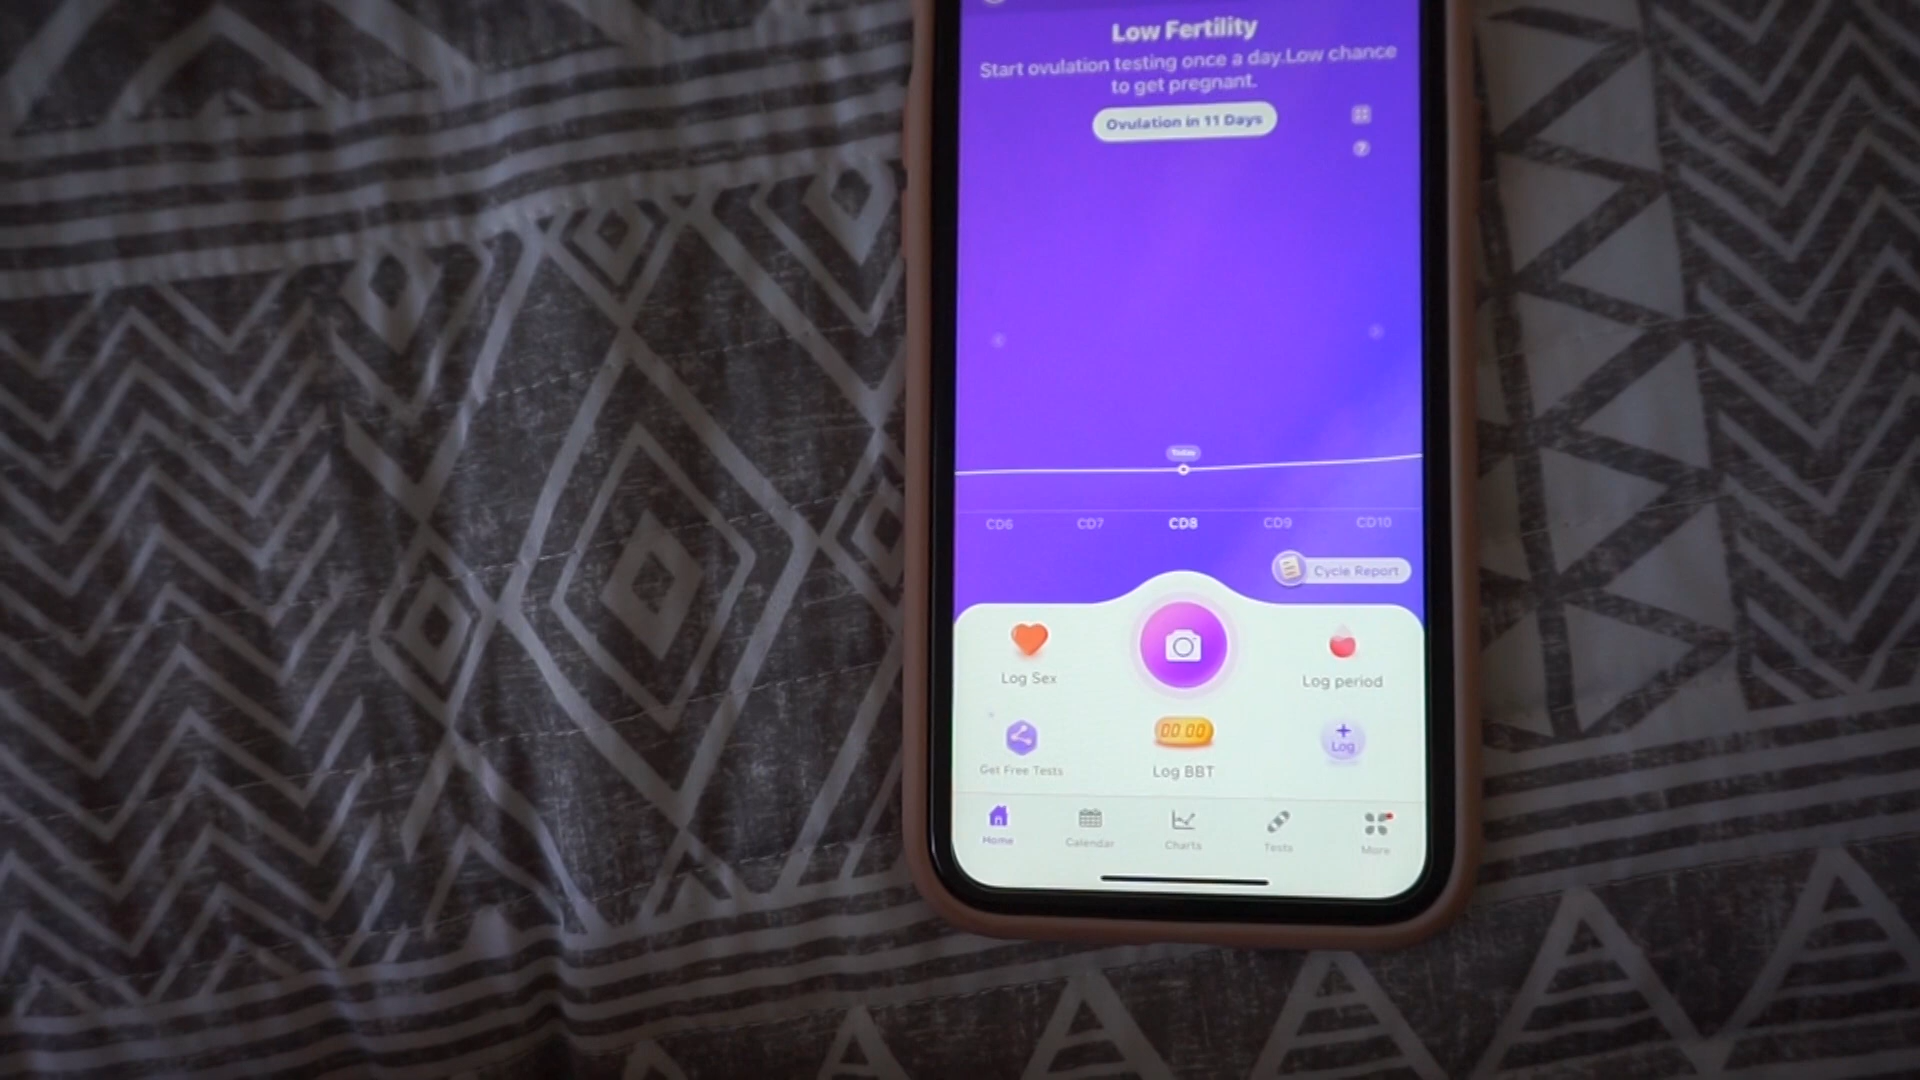 Low Fertility
Start ovulation testing once a day.Low chance
to get pregnant.
Ovulation in 11 Days
?
Today
CD6 CD7 CD8 CD9 CD10
Cycle Report
Log Sex
Log period
00:00
+
Log
Get Free Tests
Log BBT
Home Calendar Charts Tests More